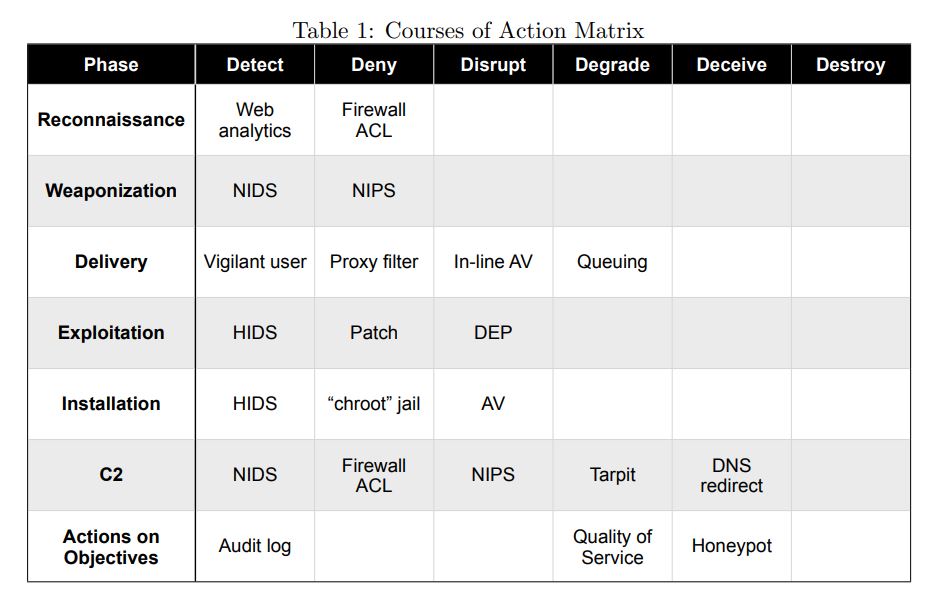 Table 1: Courses of Action Matrix
Phase Detect Deny Disrupt Degrade Deceive Destroy
Reconnaissance Web analytics Firewall ACL
Weaponization NIDS NIPS
Delivery Vigilant user Proxy filter In-line AV Queuing
Exploitation HIDS Patch DEP
Installation HIDS “chroot” jail AV
C2 NIDS Firewall ACL NIPS Tarpit DNS redirect
Actions on Objectives Audit log Quality of Service Honeypot